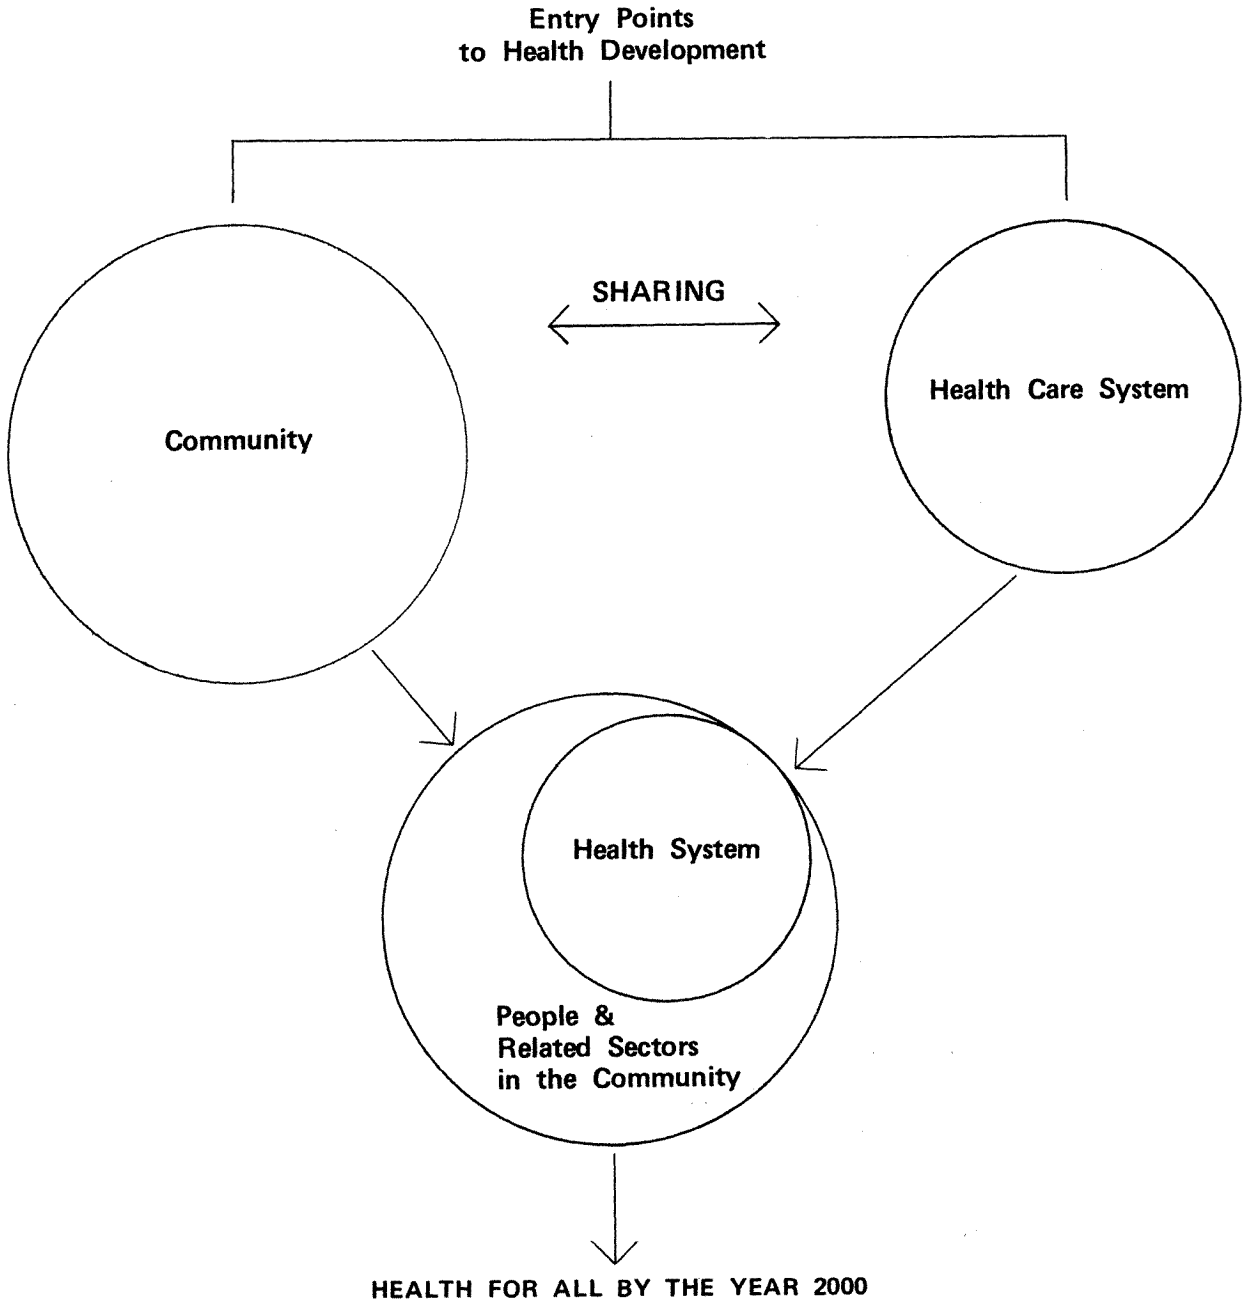 Entry Points
to Health Development
SHARING
Health Care System
Community
Health System
People &
Related Sectors
in the Community
HEALTH FOR ALL BY THE YEAR 2000